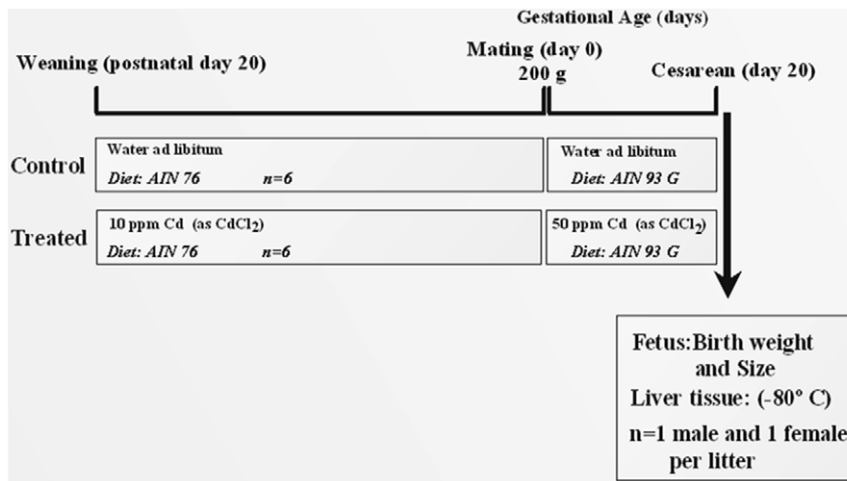 Gestational Age (days)
Weaning (postnatal day 20)
Mating (day 0)
200 g
Cesarean (day 20)
Control
Water ad libitum
Diet: AIN 76 n=6
Water ad libitum
Diet: AIN 93 G
Treated
10 ppm Cd (as CdCl₂)
Diet: AIN 76 n=6
50 ppm Cd (as CdCl₂)
Diet: AIN 93 G
Fetus:Birth weight
and Size
Liver tissue: (-80º C)
n=1 male and 1 female
per litter